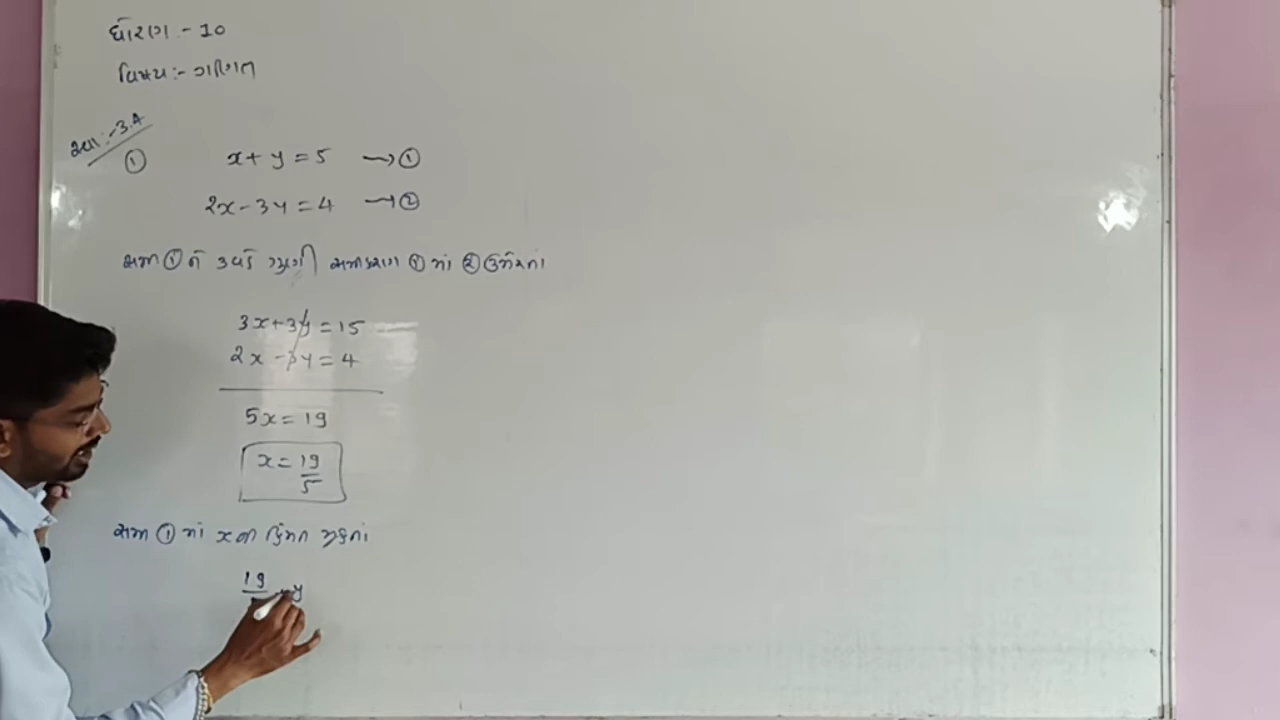 ધોરણ :- 10
વિષય :- ગણિત
સ્વા :- 3.4
①
x + y = 5 → ①
2x - 3y = 4 → ②
સમી ① ને 3 વડે ગુણી સમીકરણ ① માં ② ઉમેરતાં
3x + 3y = 15
2x - 3y = 4
5x = 19
x = 19/5
સમી ① માં x ની કિંમત મુકતાં
19
y